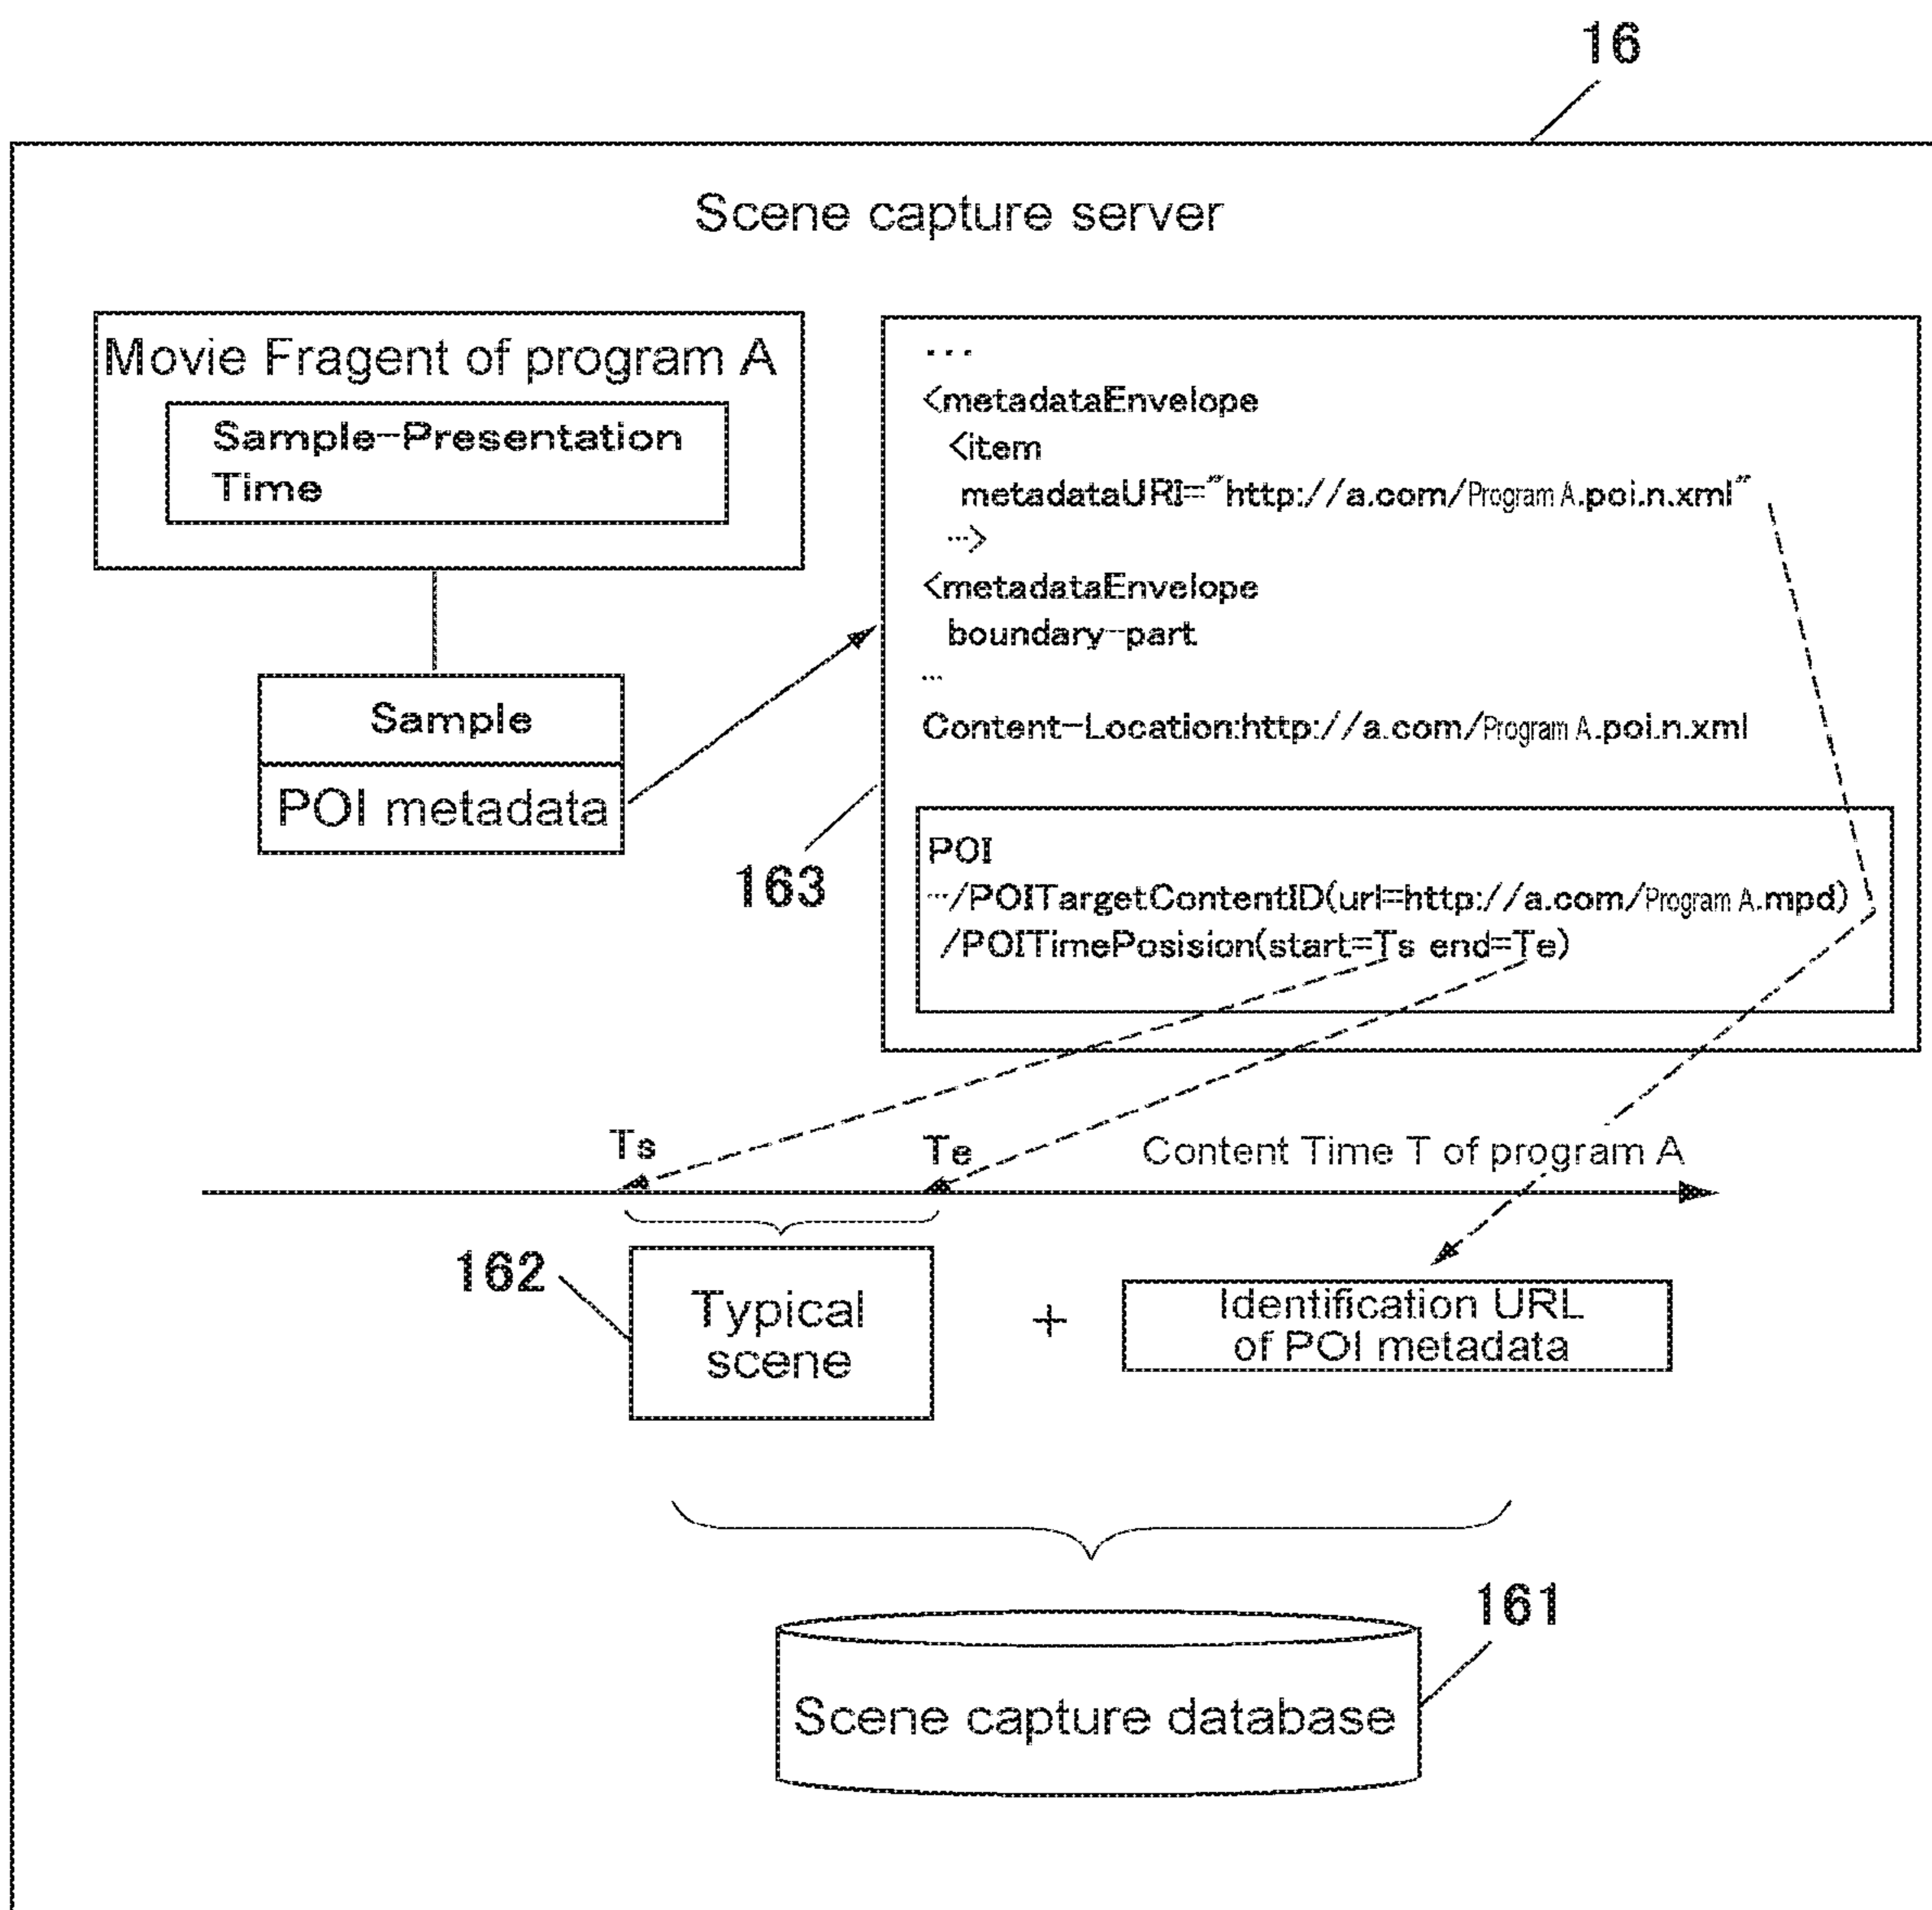 16
Scene capture server
Movie Fragent of program A
Sample-Presentation
Time
Sample
POI metadata
...
<metadataEnvelope
<item
metadataURI="http://a.com/Program A.poi.n.xml"
...>
<metadataEnvelope
boundary-part
...
Content-Location:http://a.com/Program A.poi.n.xml
POI
.../POITargetContentID(url=http://a.com/Program A.mpd)
/POITimePosision(start=Ts end=Te)
163
Ts
Te
Content Time T of program A
162
Typical
scene
+
Identification URL
of POI metadata
161
Scene capture database